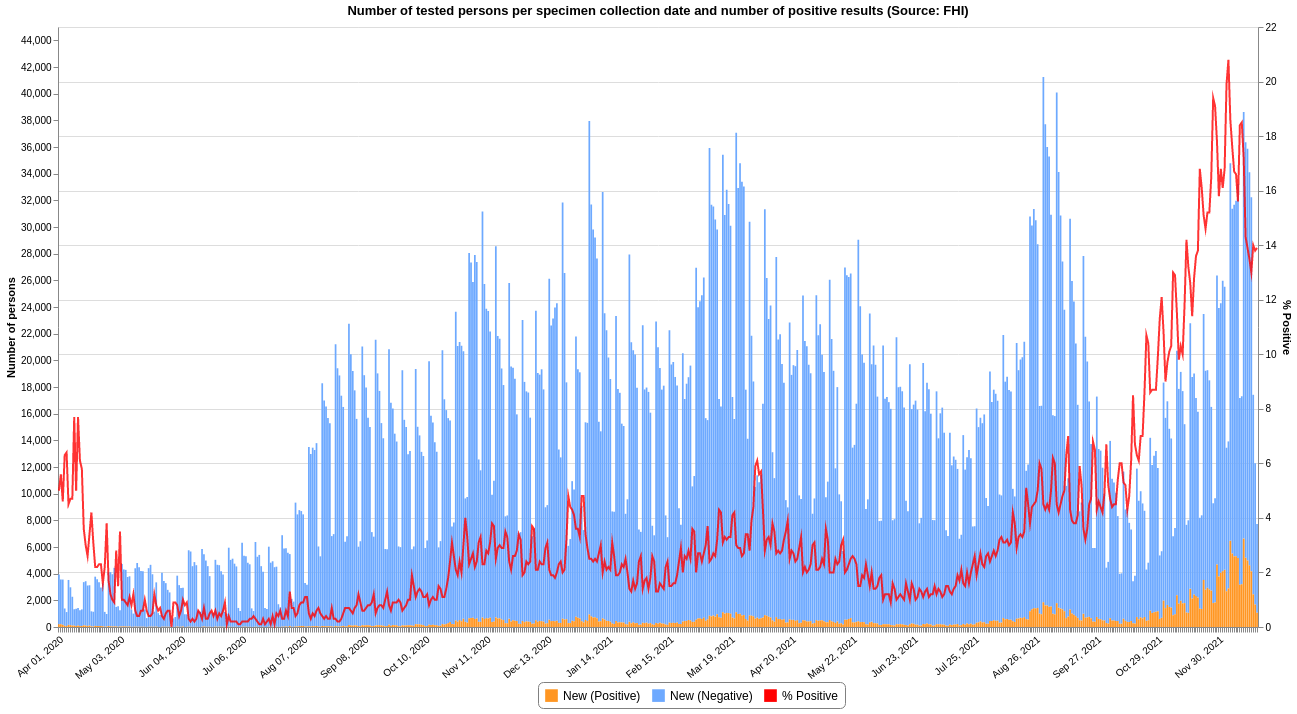 Number of tested persons per specimen collection date and number of positive results (Source: FHI)
Number of persons
44,000
42,000
40,000
38,000
36,000
34,000
32,000
30,000
28,000
26,000
24,000
22,000
20,000
18,000
16,000
14,000
12,000
10,000
8,000
6,000
4,000
2,000
0
22
20
18
16
14
12
10
8
6
4
2
0
% Positive
Apr 01, 2020
May 03, 2020
Jun 04, 2020
Jul 06, 2020
Aug 07, 2020
Sep 08, 2020
Oct 10, 2020
Nov 11, 2020
Dec 13, 2020
Jan 14, 2021
Feb 15, 2021
Mar 19, 2021
Apr 20, 2021
May 22, 2021
Jun 23, 2021
Jul 25, 2021
Aug 26, 2021
Sep 27, 2021
Oct 29, 2021
Nov 30, 2021
New (Positive) New (Negative) % Positive